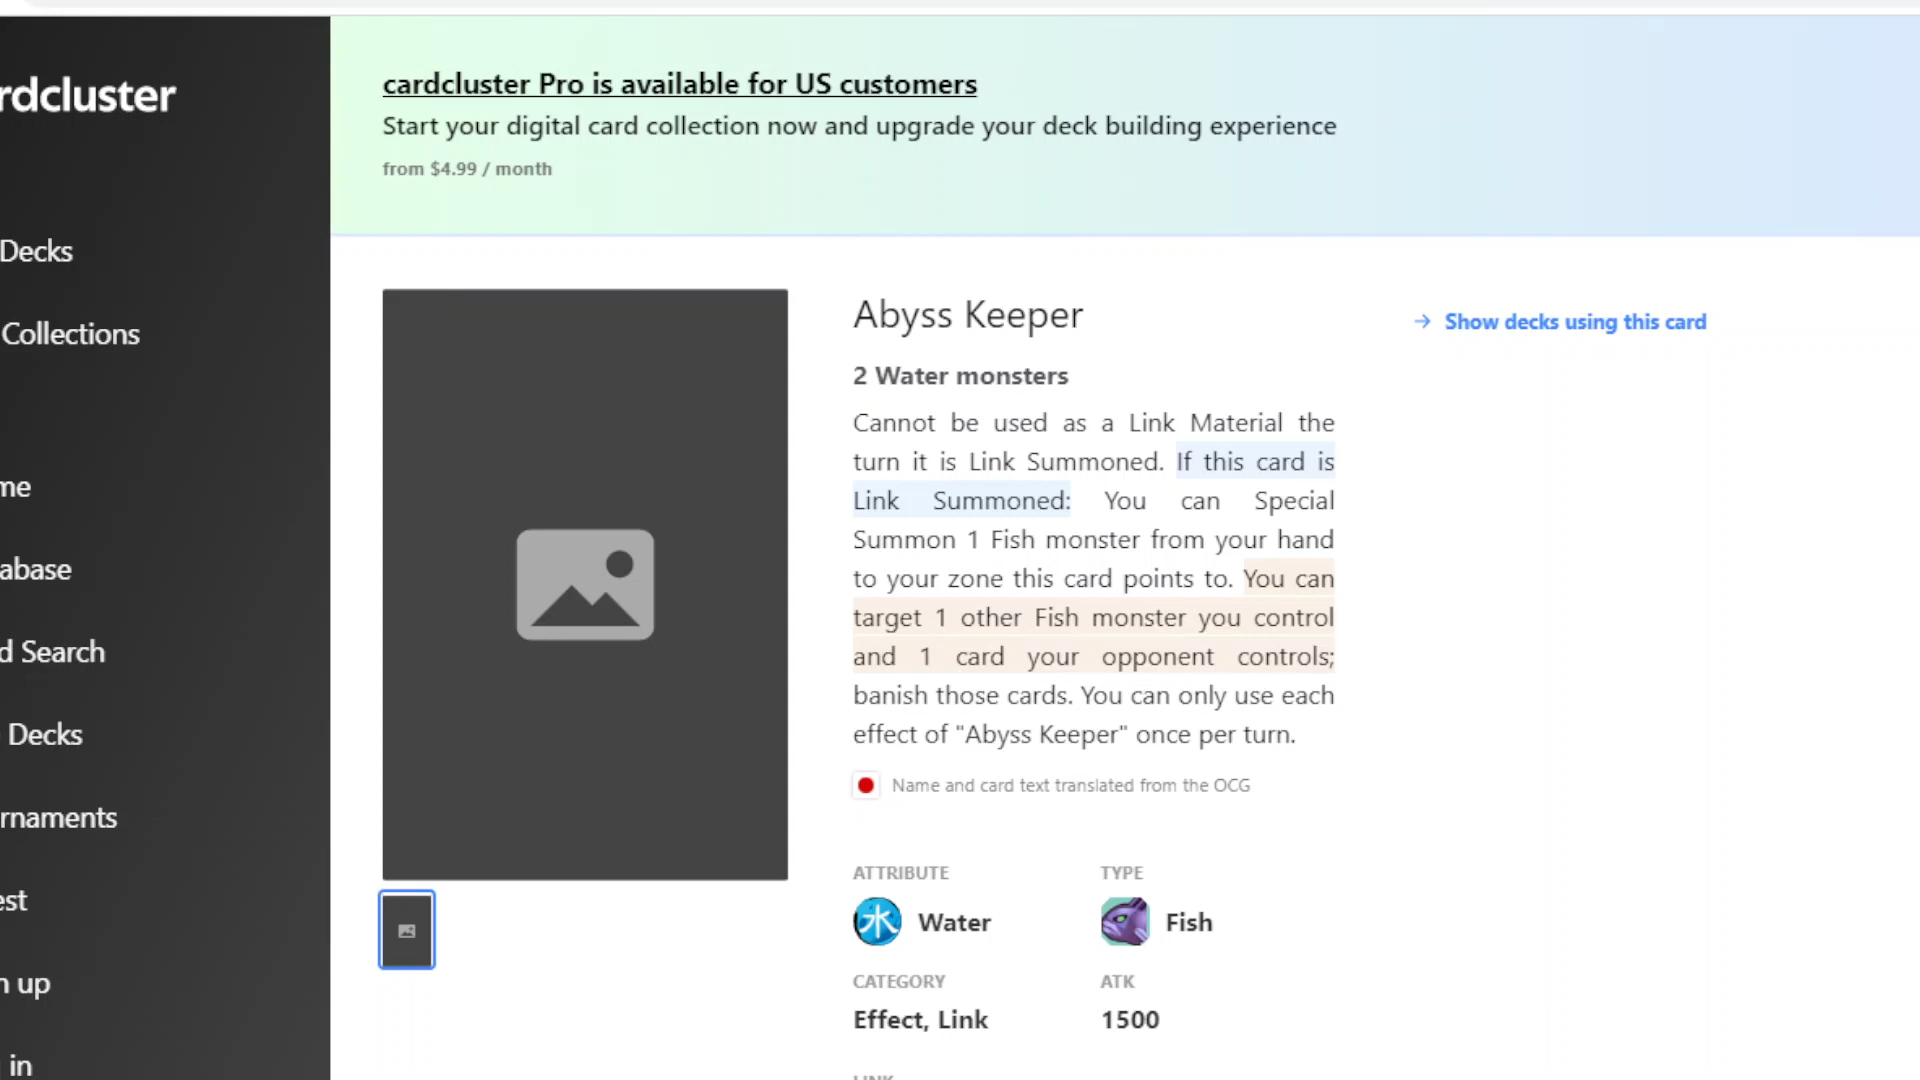 rdcluster
Decks
Collections
me
abase
d Search
Decks
rnaments
est
n up
in
cardcluster Pro is available for US customers
Start your digital card collection now and upgrade your deck building experience
from $4.99 / month
Abyss Keeper
2 Water monsters
Cannot be used as a Link Material the
turn it is Link Summoned. If this card is
Link Summoned: You can Special
Summon 1 Fish monster from your hand
to your zone this card points to. You can
target 1 other Fish monster you control
and 1 card your opponent controls;
banish those cards. You can only use each
effect of "Abyss Keeper" once per turn.
Name and card text translated from the OCG
ATTRIBUTE
水 Water
TYPE
Fish
CATEGORY
Effect, Link
ATK
1500
→ Show decks using this card